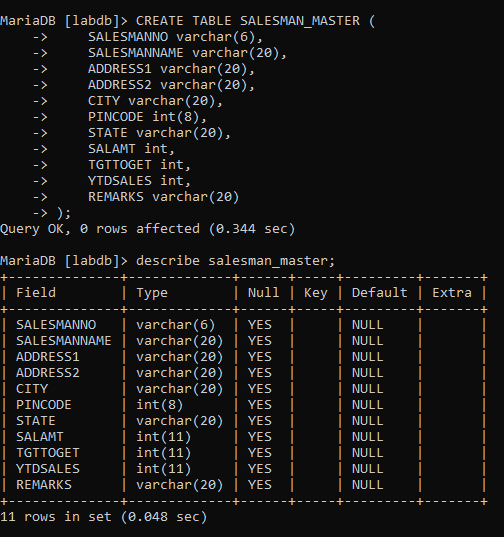 MariaDB [labdb]> CREATE TABLE SALESMAN_MASTER (
    ->     SALESMANNO varchar(6),
    ->     SALESMANNAME varchar(20),
    ->     ADDRESS1 varchar(20),
    ->     ADDRESS2 varchar(20),
    ->     CITY varchar(20),
    ->     PINCODE int(8),
    ->     STATE varchar(20),
    ->     SALAMT int,
    ->     TGTTOGET int,
    ->     YTDSALES int,
    ->     REMARKS varchar(20)
    -> );
Query OK, 0 rows affected (0.344 sec)
MariaDB [labdb]> describe salesman_master;
+--------------+-------------+------+-----+---------+-------+
| Field        | Type        | Null | Key | Default | Extra |
+--------------+-------------+------+-----+---------+-------+
| SALESMANNO   | varchar(6)  | YES  |     | NULL    |       |
| SALESMANNAME | varchar(20) | YES  |     | NULL    |       |
| ADDRESS1     | varchar(20) | YES  |     | NULL    |       |
| ADDRESS2     | varchar(20) | YES  |     | NULL    |       |
| CITY         | varchar(20) | YES  |     | NULL    |       |
| PINCODE      | int(8)      | YES  |     | NULL    |       |
| STATE        | varchar(20) | YES  |     | NULL    |       |
| SALAMT       | int(11)     | YES  |     | NULL    |       |
| TGTTOGET     | int(11)     | YES  |     | NULL    |       |
| YTDSALES     | int(11)     | YES  |     | NULL    |       |
| REMARKS      | varchar(20) | YES  |     | NULL    |       |
+--------------+-------------+------+-----+---------+-------+
11 rows in set (0.048 sec)